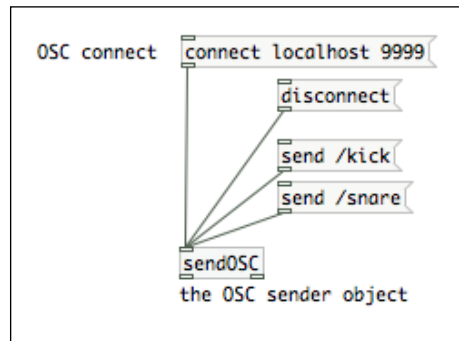 OSC connect connect localhost 9999
disconnect
send /kick
send /snare
sendOSC
the OSC sender object